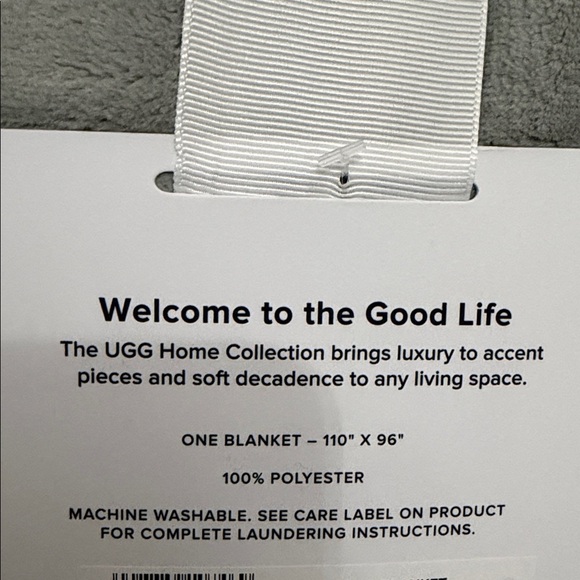 Welcome to the Good Life
The UGG Home Collection brings luxury to accent
pieces and soft decadence to any living space.
ONE BLANKET – 110" X 96"
100% POLYESTER
MACHINE WASHABLE. SEE CARE LABEL ON PRODUCT
FOR COMPLETE LAUNDERING INSTRUCTIONS.